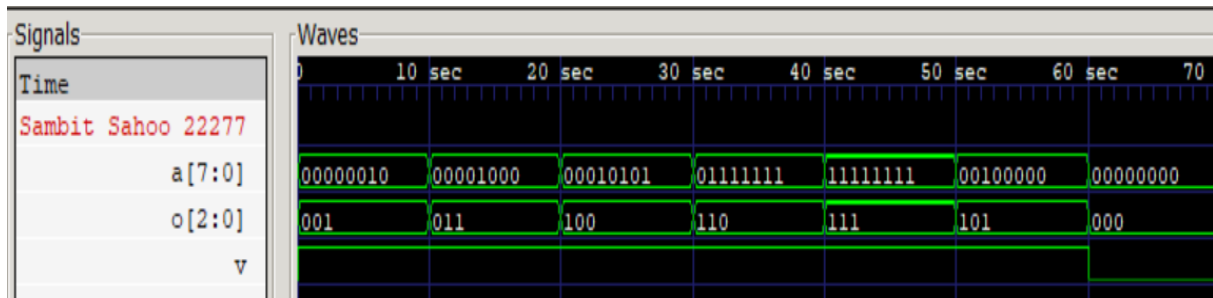 Signals Waves
Time 0 10 sec 20 sec 30 sec 40 sec 50 sec 60 sec 70
Sambit Sahoo 22277
a[7:0] 00000010 00001000 00010101 01111111 11111111 00100000 00000000
o[2:0] 001 011 100 110 111 101 000
v